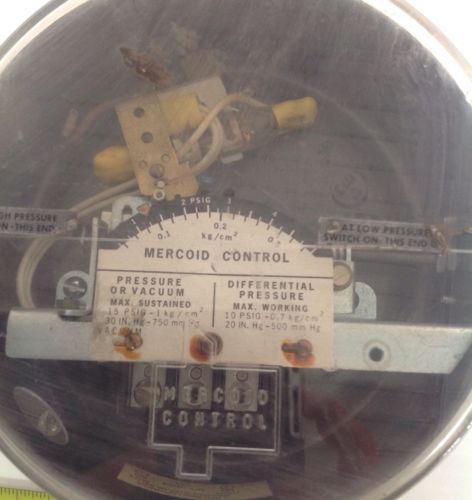 2 PSIG 3 4
0.1 0.2
kg/cm²
HIGH PRESSURE
ON - THIS END
AT LOW PRESSURE
SWITCH ON - THIS END
MERCOID CONTROL
PRESSURE
OR VACUUM
MAX. SUSTAINED
15 PSIG - 1 kg/cm²
30 IN. Hg - 750 mm Hg
VACUUM
DIFFERENTIAL
PRESSURE
MAX. WORKING
10 PSIG - 0.7 kg/cm²
20 IN. Hg - 500 mm Hg
MERCOID
CONTROL